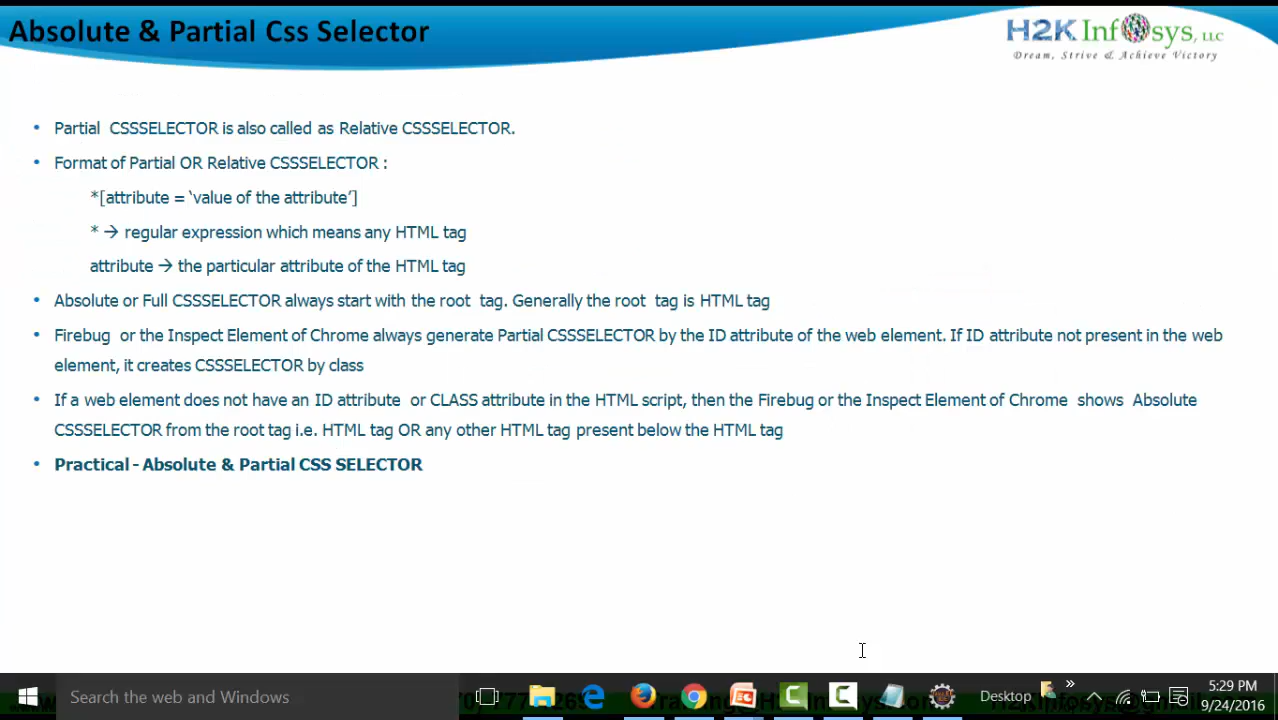 Absolute & Partial Css Selector
H2K Infosys, LLC
Dream, Strive & Achieve Victory
• Partial CSSSELECTOR is also called as Relative CSSSELECTOR.
• Format of Partial OR Relative CSSSELECTOR :
*[attribute = ‘value of the attribute’]
* → regular expression which means any HTML tag
attribute → the particular attribute of the HTML tag
• Absolute or Full CSSSELECTOR always start with the root tag. Generally the root tag is HTML tag
• Firebug or the Inspect Element of Chrome always generate Partial CSSSELECTOR by the ID attribute of the web element. If ID attribute not present in the web
element, it creates CSSSELECTOR by class
• If a web element does not have an ID attribute or CLASS attribute in the HTML script, then the Firebug or the Inspect Element of Chrome shows Absolute
CSSSELECTOR from the root tag i.e. HTML tag OR any other HTML tag present below the HTML tag
• Practical - Absolute & Partial CSS SELECTOR
Search the web and Windows
Desktop
5:29 PM
9/24/2016